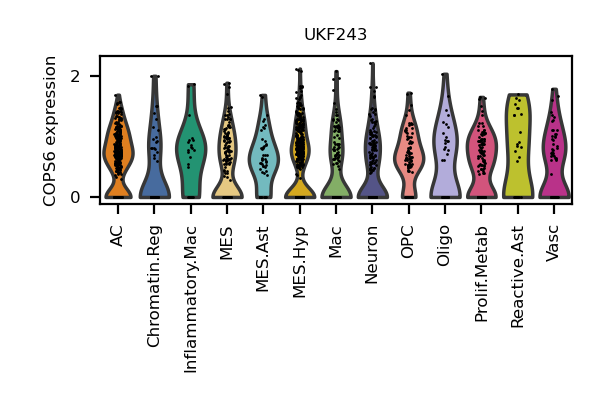 UKF243
COPS6 expression
2
0
AC
Chromatin.Reg
Inflammatory.Mac
MES
MES.Ast
MES.Hyp
Mac
Neuron
OPC
Oligo
Prolif.Metab
Reactive.Ast
Vasc